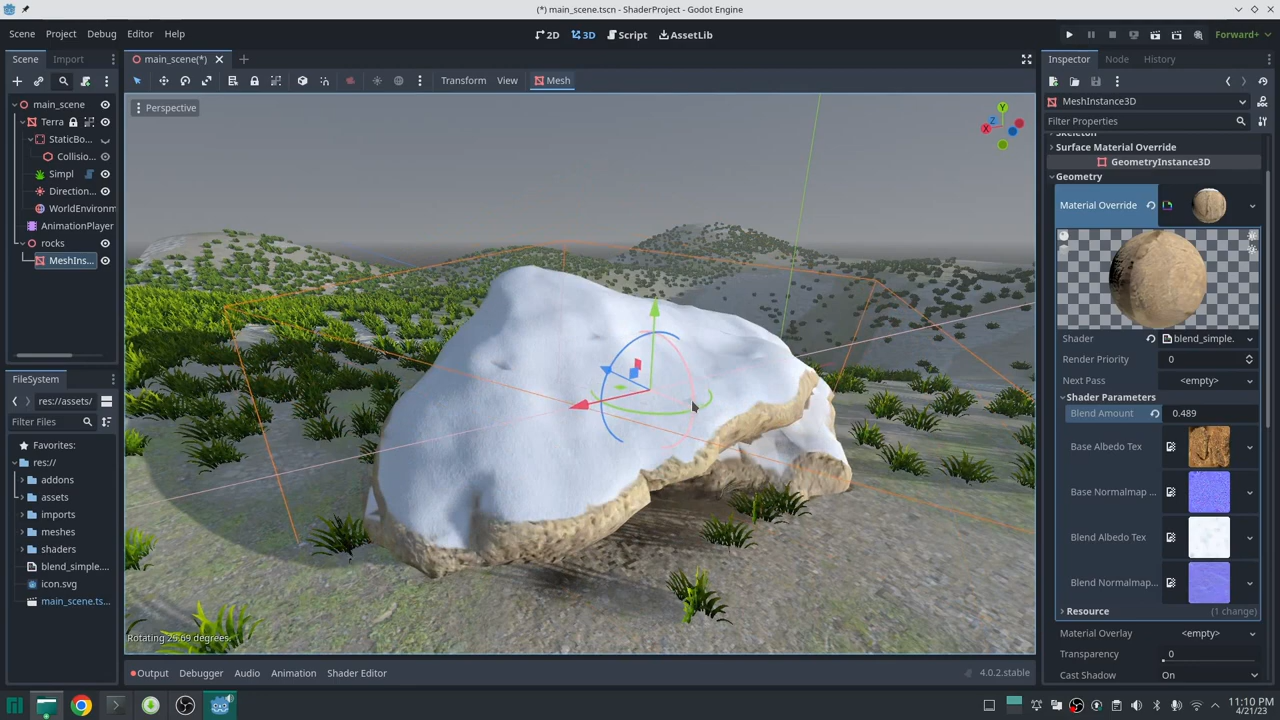 (*) main_scene.tscn - ShaderProject - Godot Engine
Scene Project Debug Editor Help
2D 3D Script AssetLib
Forward+
Scene Import
main_scene(*)
Inspector Node History
Transform View Mesh
main_scene
Terra
StaticBo...
Collisio...
Simpl
Direction...
WorldEnvironm
AnimationPlayer
rocks
MeshIns...
Perspective
Y
X
Z
Rotating 25.69 degrees.
FileSystem
res://assets/
Filter Files
Favorites:
res://
addons
assets
imports
meshes
shaders
blend_simple....
icon.svg
main_scene.ts...
MeshInstance3D
Filter Properties
Skeleton
Surface Material Override
GeometryInstance3D
Geometry
Material Override
Shader blend_simple.
Render Priority 0
Next Pass <empty>
Shader Parameters
Blend Amount 0.489
Base Albedo Tex
Base Normalmap ...
Blend Albedo Tex
Blend Normalmap...
Resource (1 change)
Material Overlay <empty>
Transparency 0
Cast Shadow On
Output Debugger Audio Animation Shader Editor
4.0.2.stable
11:10 PM
4/21/23